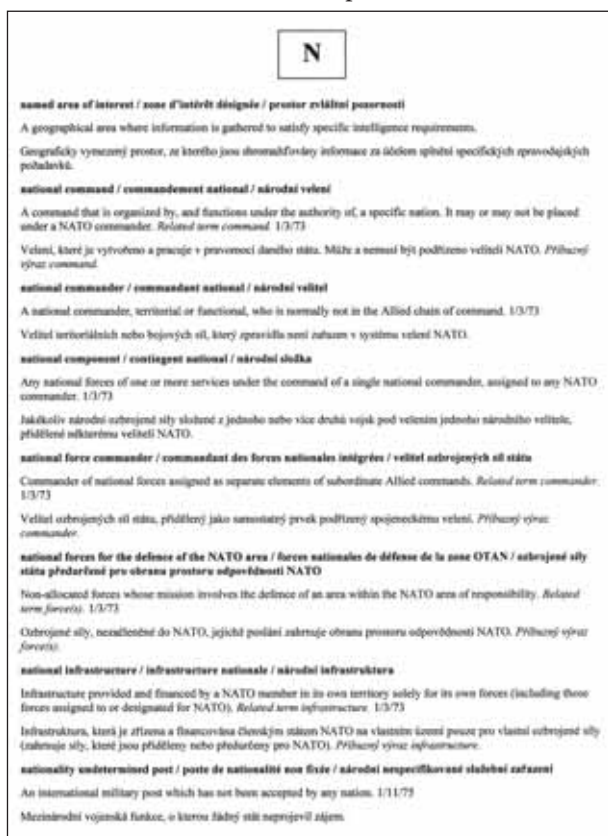 N
named area of interest / zone d'intérêt désignée / prostor zvláštní pozornosti
A geographical area where information is gathered to satisfy specific intelligence requirements.
Geograficky vymezený prostor, ze kterého jsou shromažďovány informace za účelem splnění specifických zpravodajských
požadavků.
national command / commandement national / národní velení
A command that is organized by, and functions under the authority of, a specific nation. It may or may not be placed
under a NATO commander. Related term command. 1/3/73
Velení, které je vytvořeno a pracuje v pravomoci daného státu. Může a nemusí být podřízeno veliteli NATO. Příbuzný
výraz command.
national commander / commandant national / národní velitel
A national commander, territorial or functional, who is normally not in the Allied chain of command. 1/3/73
Velitel teritoriálních nebo bojových sil, který zpravidla není zařazen v systému velení NATO.
national component / contingent national / národní složka
Any national forces of one or more services under the command of a single national commander, assigned to any NATO
commander. 1/3/73
Jakékoliv národní ozbrojené síly složené z jednoho nebo více druhů vojsk pod velením jednoho národního velitele,
přidělené některému veliteli NATO.
national force commander / commandant des forces nationales intégrées / velitel ozbrojených sil státu
Commander of national forces assigned as separate elements of subordinate Allied commands. Related term commander.
1/3/73
Velitel ozbrojených sil státu, přidělený jako samostatný prvek podřízený spojeneckému velení. Příbuzný výraz
commander.
national forces for the defence of the NATO area / forces nationales de défense de la zone OTAN / ozbrojené síly
státu předurčené pro obranu prostoru odpovědnosti NATO
Non-allocated forces whose mission involves the defence of an area within the NATO area of responsibility. Related
term force(s). 1/3/73
Ozbrojené síly, nezačleněné do NATO, jejichž poslání zahrnuje obranu prostoru odpovědnosti NATO. Příbuzný výraz
force(s).
national infrastructure / infrastructure nationale / národní infrastruktura
Infrastructure provided and financed by a NATO member in its own territory solely for its own forces (including those
forces assigned to or designated for NATO). Related term infrastructure. 1/3/73
Infrastruktura, která je zřízena a financována členským státem NATO na vlastním území pouze pro vlastní ozbrojené síly
(zahrnuje síly, které jsou přiděleny nebo předurčeny pro NATO). Příbuzný výraz infrastructure.
nationality undetermined post / poste de nationalité non fixée / národní nespecifikované služební zařazení
An international military post which has not been accepted by any nation. 1/11/75
Mezinárodní vojenská funkce, o kterou žádný stát neprojevil zájem.